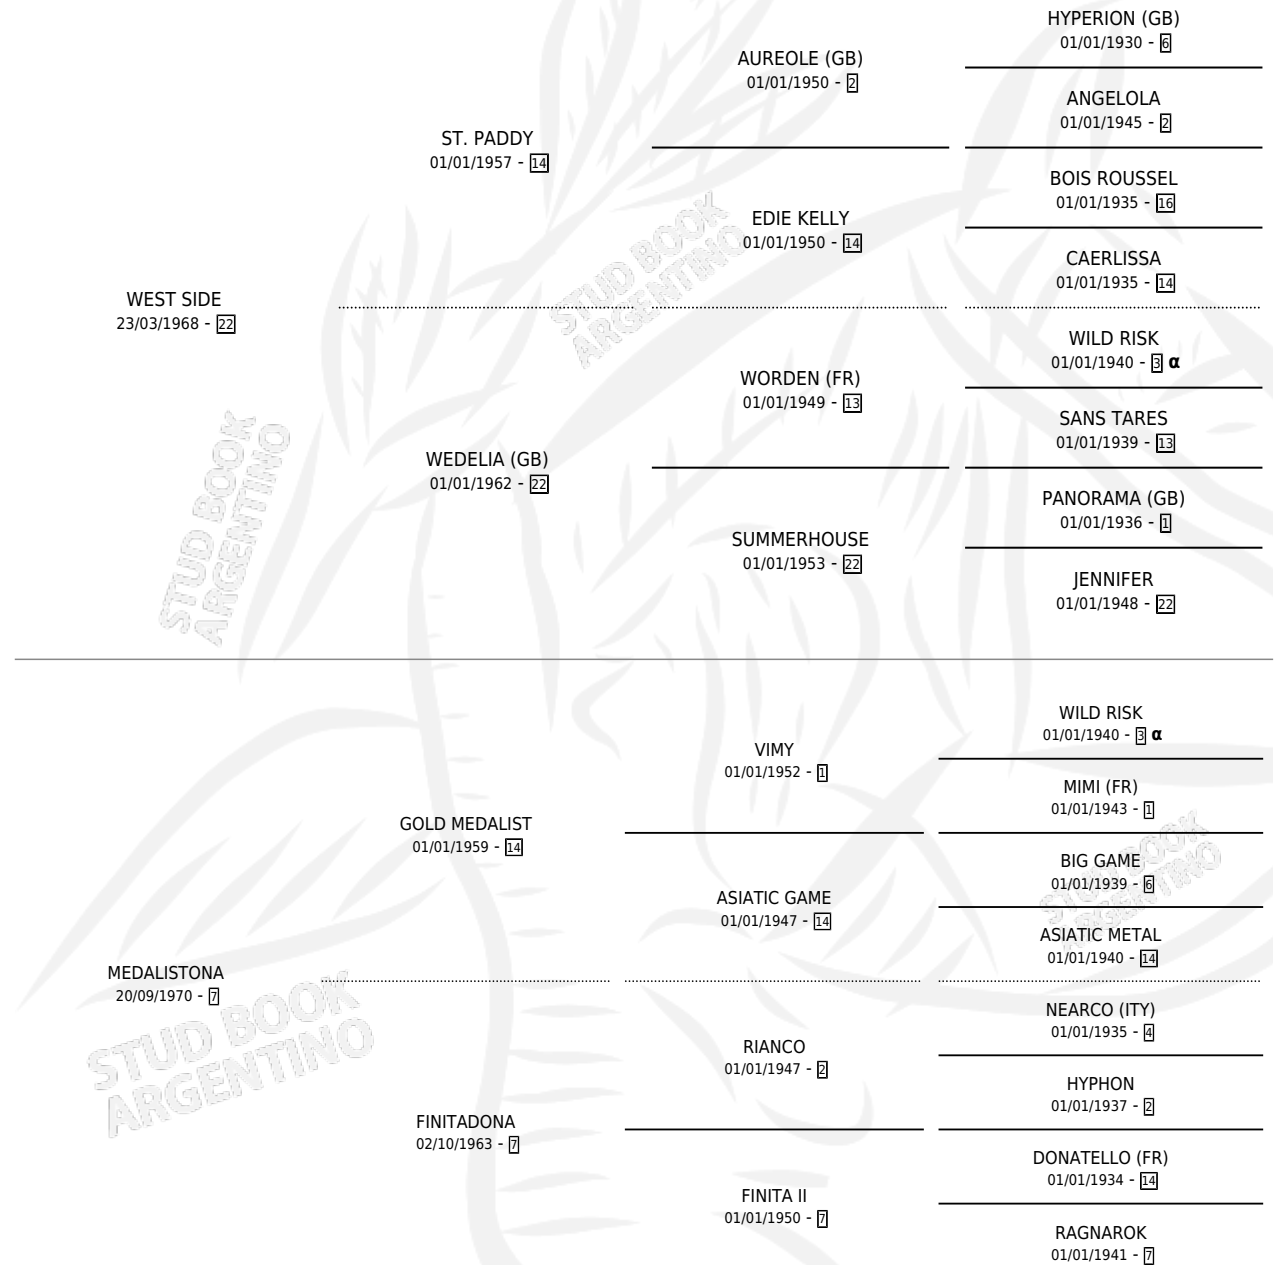 HYPERION (GB)
01/01/1930 - 6
AUREOLE (GB)
01/01/1950 - 2
ANGELOLA
01/01/1945 - 2
ST. PADDY
01/01/1957 - 14
BOIS ROUSSEL
01/01/1935 - 16
EDIE KELLY
01/01/1950 - 14
CAERLISSA
01/01/1935 - 14
WEST SIDE
23/03/1968 - 22
WILD RISK
01/01/1940 - 3 α
WORDEN (FR)
01/01/1949 - 13
SANS TARES
01/01/1939 - 13
WEDELIA (GB)
01/01/1962 - 22
PANORAMA (GB)
01/01/1936 - 1
SUMMERHOUSE
01/01/1953 - 22
JENNIFER
01/01/1948 - 22
WILD RISK
01/01/1940 - 3 α
VIMY
01/01/1952 - 1
MIMI (FR)
01/01/1943 - 1
GOLD MEDALIST
01/01/1959 - 14
BIG GAME
01/01/1939 - 6
ASIATIC GAME
01/01/1947 - 14
ASIATIC METAL
01/01/1940 - 14
MEDALISTONA
20/09/1970 - 7
NEARCO (ITY)
01/01/1935 - 4
RIANCO
01/01/1947 - 2
HYPHON
01/01/1937 - 2
FINITADONA
02/10/1963 - 7
DONATELLO (FR)
01/01/1934 - 14
FINITA II
01/01/1950 - 7
RAGNAROK
01/01/1941 - 7
STUD BOOK
ARGENTINO
STUD BOOK
ARGENTINO
STUD BOOK
ARGENTINO
STUD BOOK
ARGENTINO